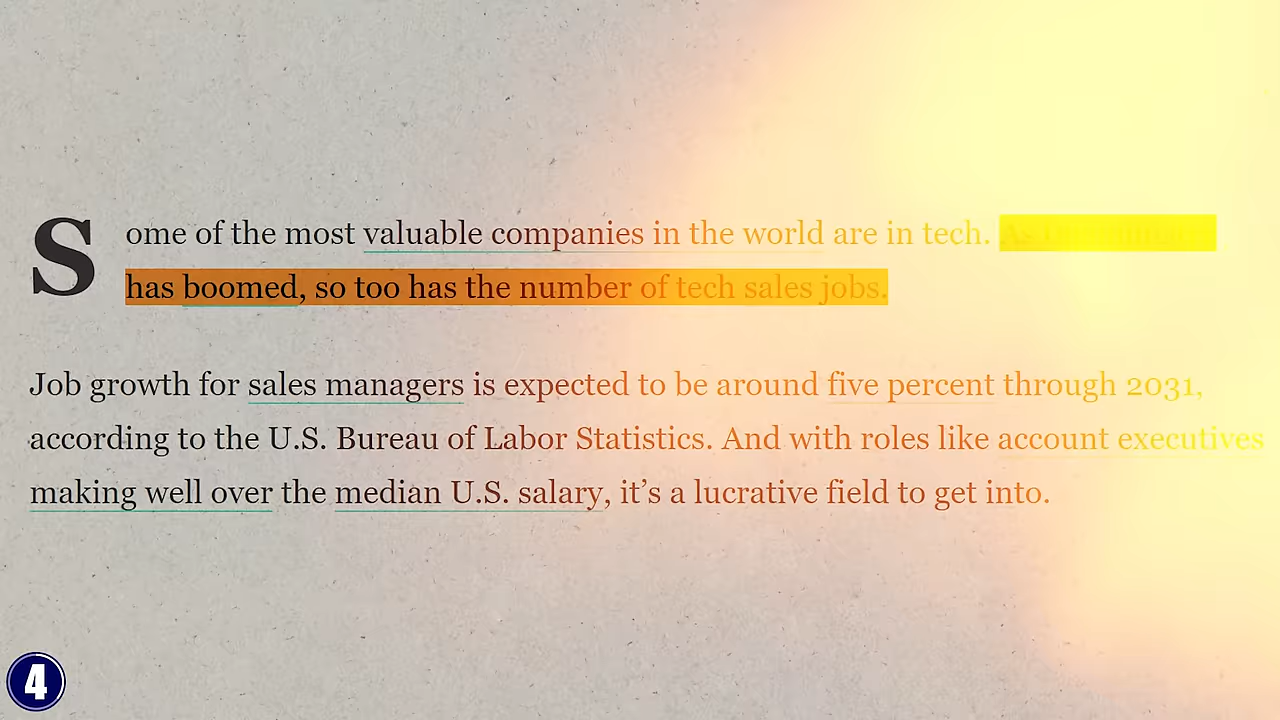 Some of the most valuable companies in the world are in tech. As the
has boomed, so too has the number of tech sales jobs.
Job growth for sales managers is expected to be around five percent through 2031,
according to the U.S. Bureau of Labor Statistics. And with roles like account executives
making well over the median U.S. salary, it’s a lucrative field to get into.
4